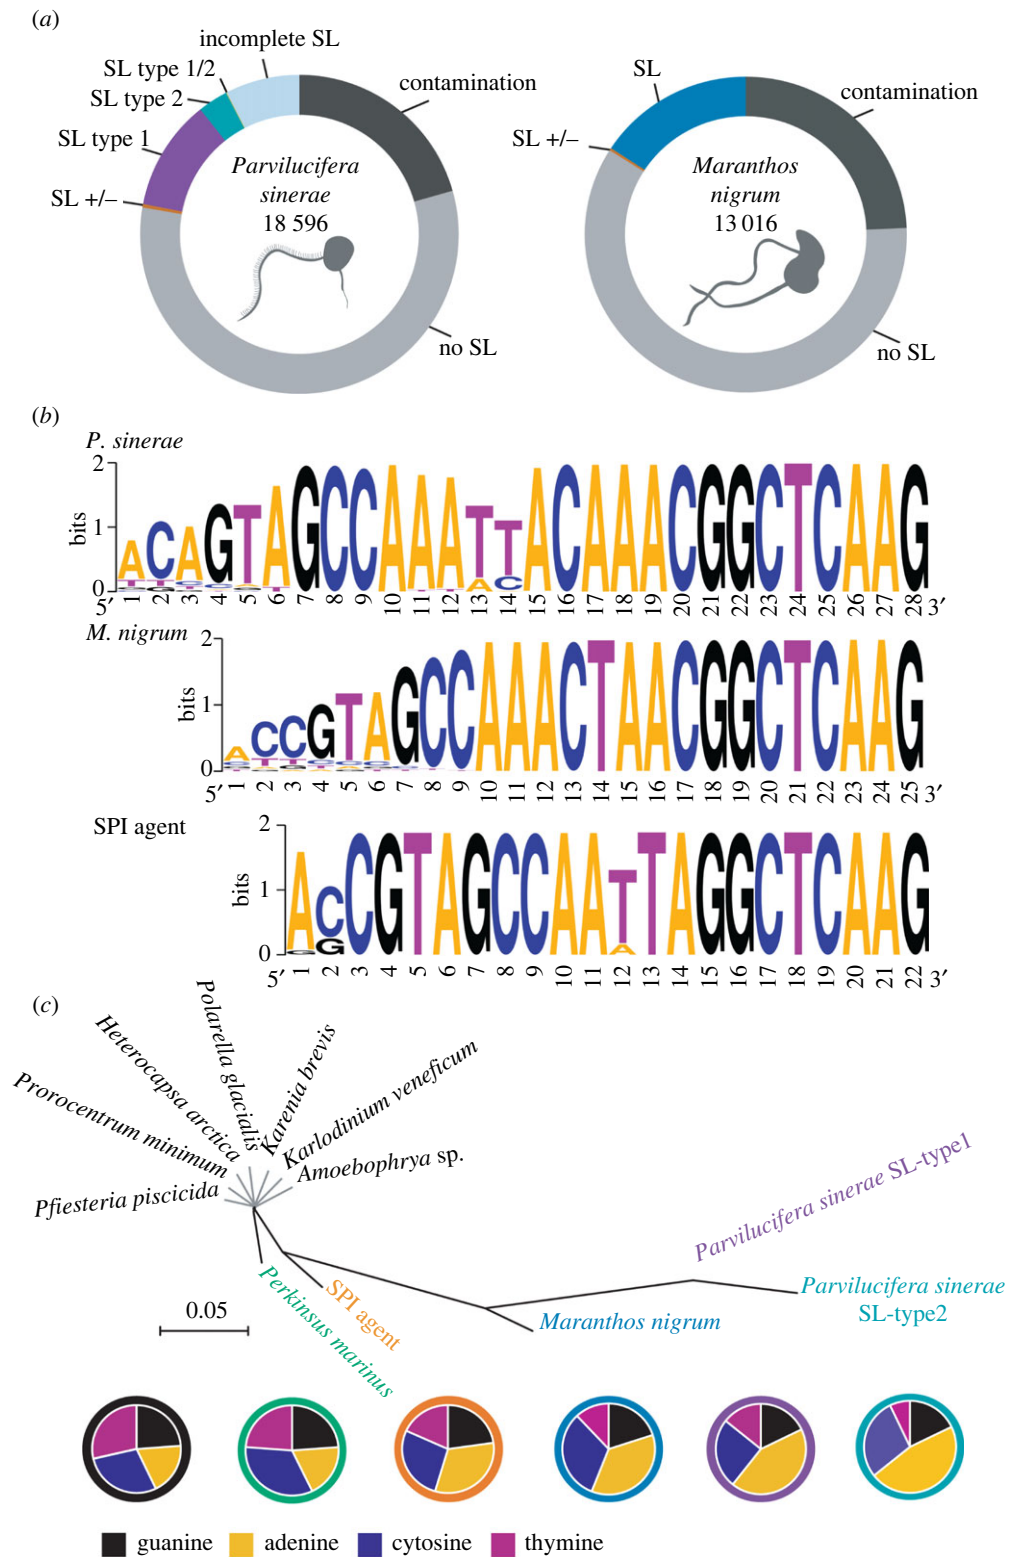 (a)
incomplete SL
SL type 1/2
SL type 2
SL type 1
SL +/–
contamination
no SL
Parvilucifera
sinerae
18 596
SL
SL +/–
contamination
no SL
Maranthos
nigrum
13 016
(b)
P. sinerae
bits
2
1
0
ACAGTAGCCAAATTACAAACGGCTCAAG
5′ 1 2 3 4 5 6 7 8 9 10 11 12 13 14 15 16 17 18 19 20 21 22 23 24 25 26 27 28 3′
M. nigrum
bits
2
1
0
ACCGTAGCCAAACTAACGGCTCAAG
5′ 1 2 3 4 5 6 7 8 9 10 11 12 13 14 15 16 17 18 19 20 21 22 23 24 25 3′
SPI agent
bits
2
1
0
ACCGTAGCCAATTAGGCTCAAG
5′ 1 2 3 4 5 6 7 8 9 10 11 12 13 14 15 16 17 18 19 20 21 22 3′
(c)
Pfiesteria piscicida
Prorocentrum minimum
Heterocapsa arctica
Polarella glacialis
Karenia brevis
Karlodinium veneficum
Amoebophrya sp.
Perkinsus marinus
SPI agent
Maranthos nigrum
Parvilucifera sinerae SL-type1
Parvilucifera sinerae
SL-type2
0.05
guanine adenine cytosine thymine